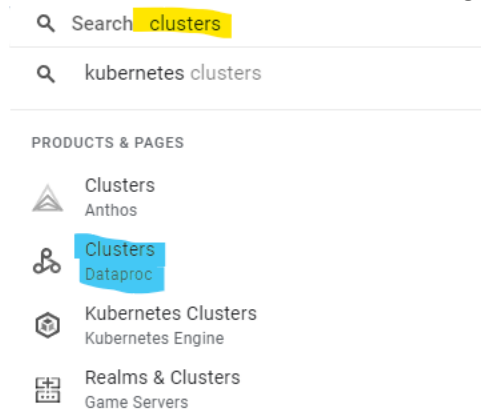 Search clusters
kubernetes clusters
PRODUCTS & PAGES
Clusters
Anthos
Clusters
Dataproc
Kubernetes Clusters
Kubernetes Engine
Realms & Clusters
Game Servers